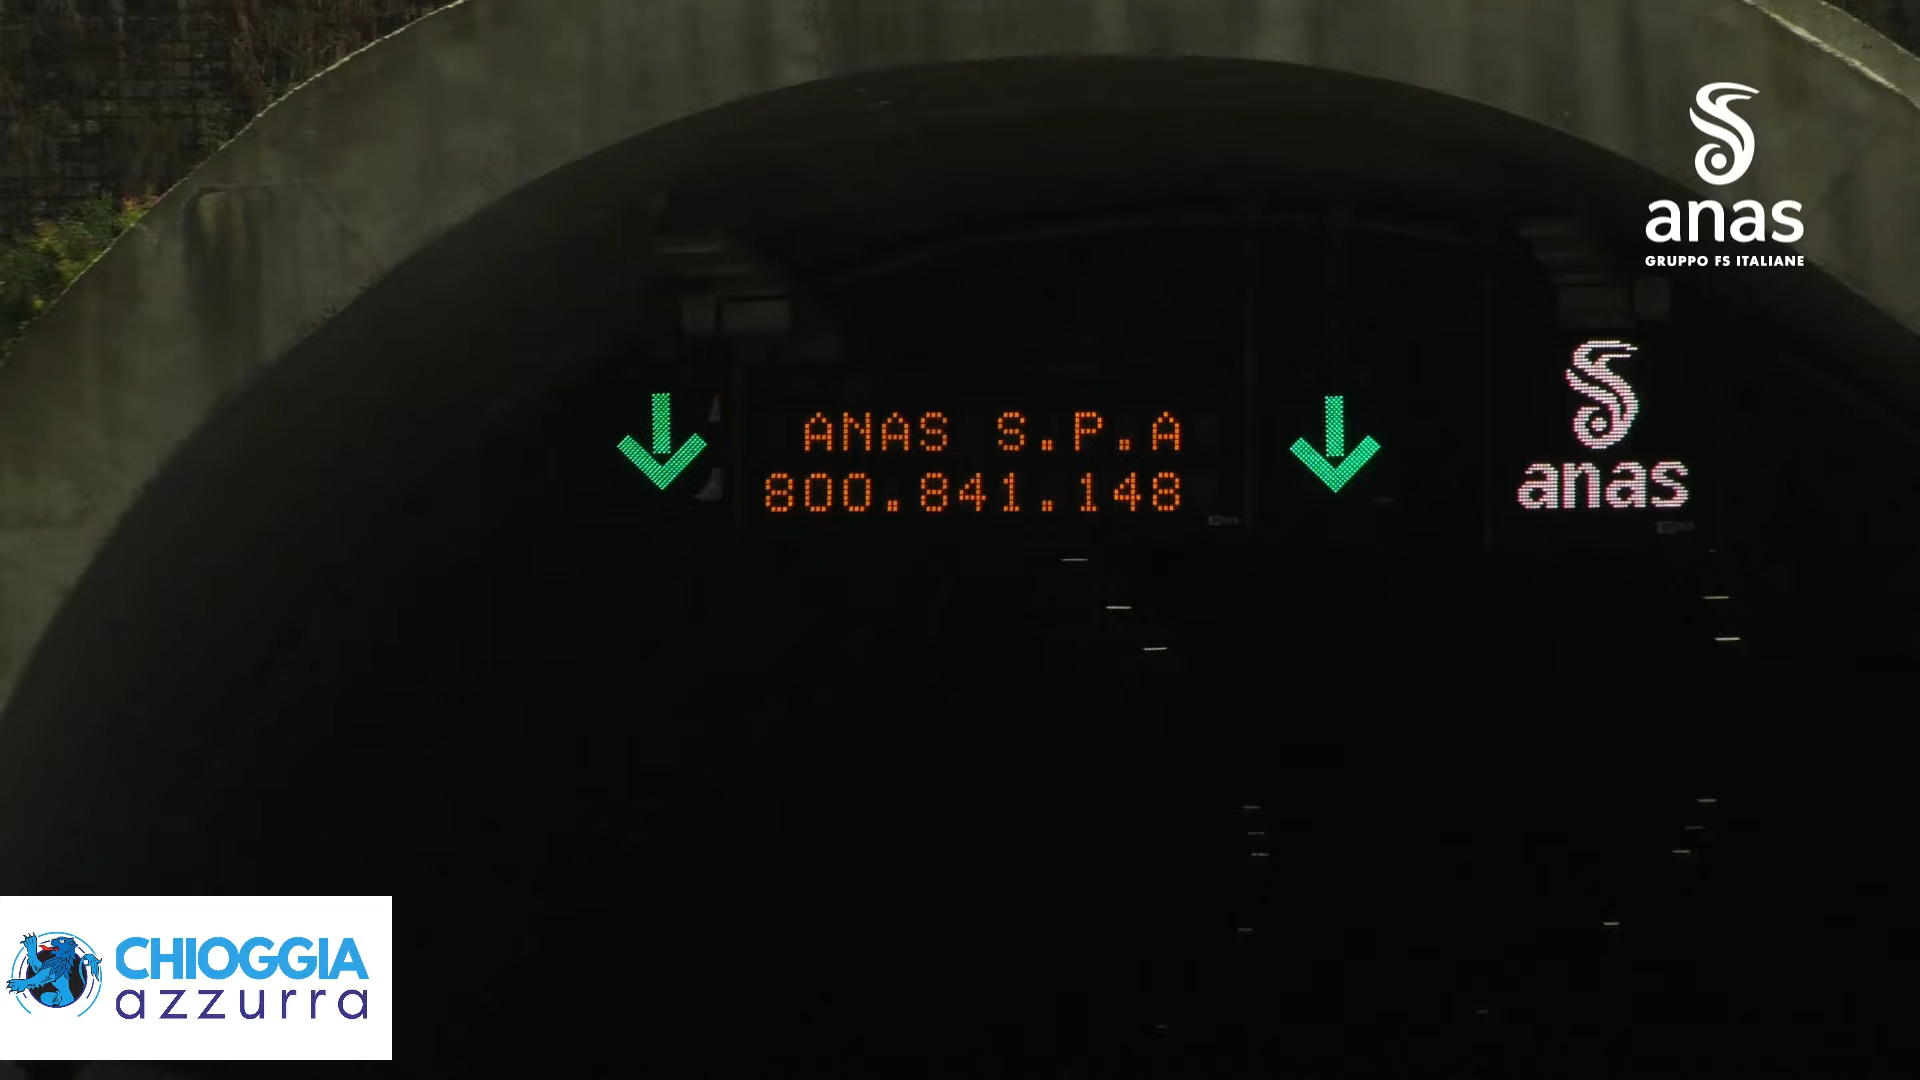 anas
GRUPPO FS ITALIANE
ANAS S.P.A
800.841.148
anas
CHIOGGIA
azzurra